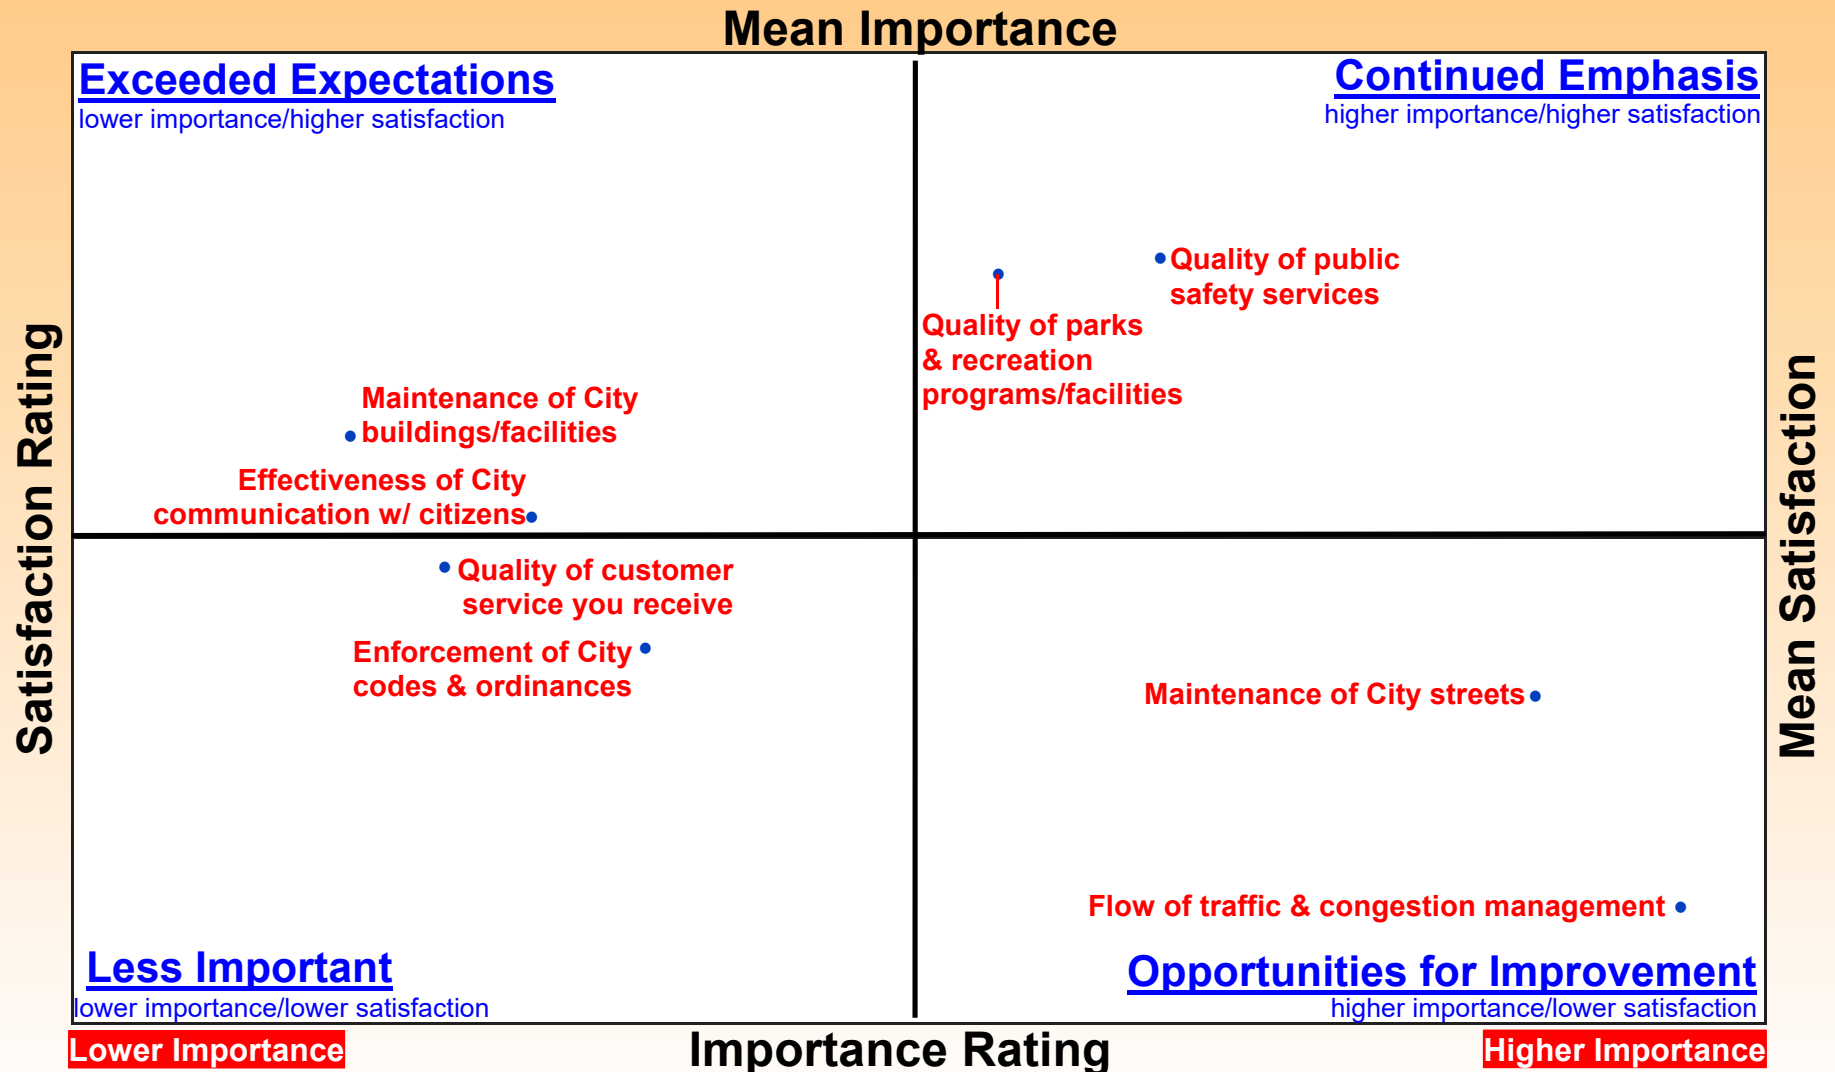 Mean Importance
Exceeded Expectations
lower importance/higher satisfaction
Continued Emphasis
higher importance/higher satisfaction
Quality of public
safety services
Quality of parks
& recreation
programs/facilities
Maintenance of City
buildings/facilities
Effectiveness of City
communication w/ citizens
Satisfaction Rating
Mean Satisfaction
Quality of customer
service you receive
Enforcement of City
codes & ordinances
Maintenance of City streets
Flow of traffic & congestion management
Less Important
lower importance/lower satisfaction
Opportunities for Improvement
higher importance/lower satisfaction
Lower Importance
Importance Rating
Higher Importance